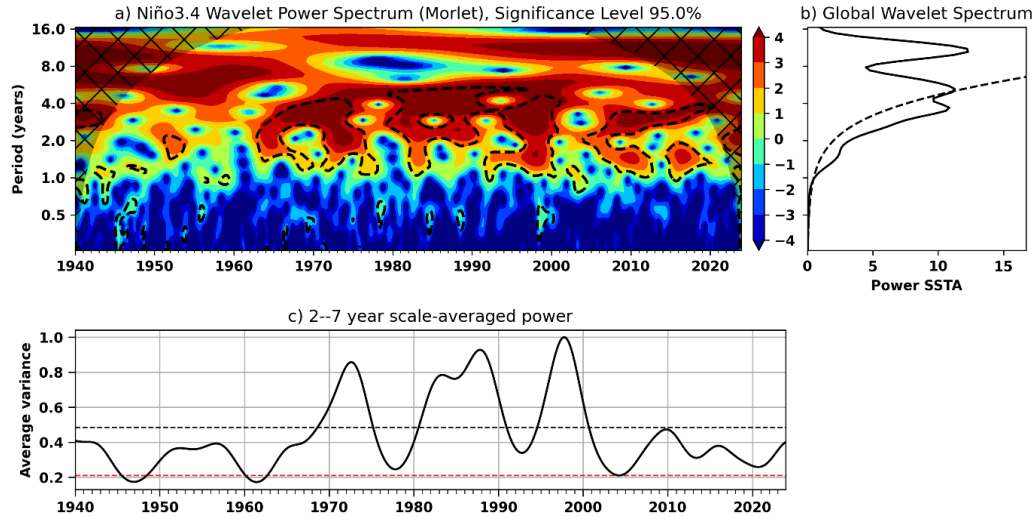 a) Niño3.4 Wavelet Power Spectrum (Morlet), Significance Level 95.0%
b) Global Wavelet Spectrum
Period (years)
16.0
8.0
4.0
2.0
1.0
0.5
1940 1950 1960 1970 1980 1990 2000 2010 2020
4
3
2
1
0
−1
−2
−3
−4
0 5 10 15
Power SSTA
c) 2--7 year scale-averaged power
Average variance
1.0
0.8
0.6
0.4
0.2
1940 1950 1960 1970 1980 1990 2000 2010 2020